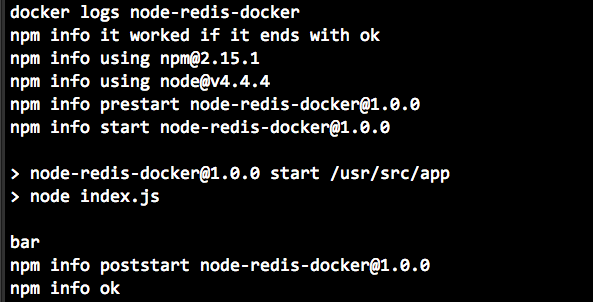 docker logs node-redis-docker
npm info it worked if it ends with ok
npm info using npm@2.15.1
npm info using node@v4.4.4
npm info prestart node-redis-docker@1.0.0
npm info start node-redis-docker@1.0.0
> node-redis-docker@1.0.0 start /usr/src/app
> node index.js
bar
npm info poststart node-redis-docker@1.0.0
npm info ok